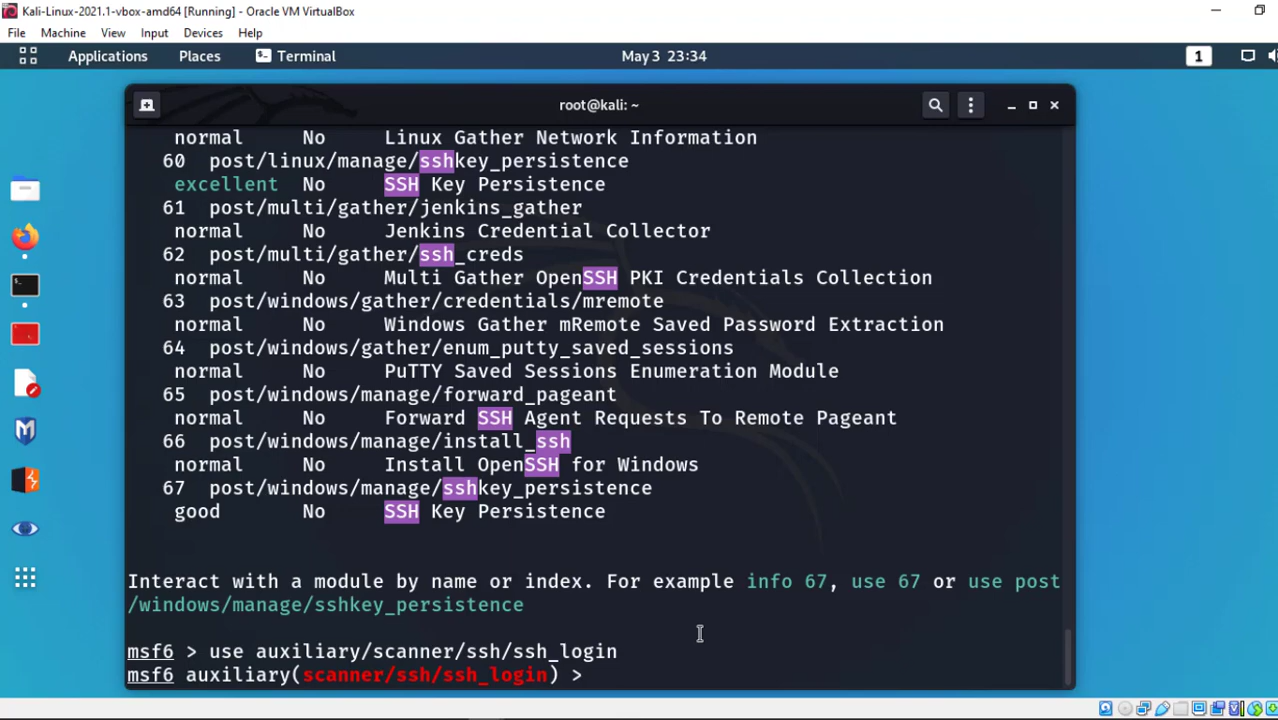 Kali-Linux-2021.1-vbox-amd64 [Running] - Oracle VM VirtualBox
File Machine View Input Devices Help
Applications Places Terminal May 3 23:34 1
root@kali: ~
normal No Linux Gather Network Information
60 post/linux/manage/sshkey_persistence
excellent No SSH Key Persistence
61 post/multi/gather/jenkins_gather
normal No Jenkins Credential Collector
62 post/multi/gather/ssh_creds
normal No Multi Gather OpenSSH PKI Credentials Collection
63 post/windows/gather/credentials/mremote
normal No Windows Gather mRemote Saved Password Extraction
64 post/windows/gather/enum_putty_saved_sessions
normal No PuTTY Saved Sessions Enumeration Module
65 post/windows/manage/forward_pageant
normal No Forward SSH Agent Requests To Remote Pageant
66 post/windows/manage/install_ssh
normal No Install OpenSSH for Windows
67 post/windows/manage/sshkey_persistence
good No SSH Key Persistence
Interact with a module by name or index. For example info 67, use 67 or use post
/windows/manage/sshkey_persistence
msf6 > use auxiliary/scanner/ssh/ssh_login
msf6 auxiliary(scanner/ssh/ssh_login) >